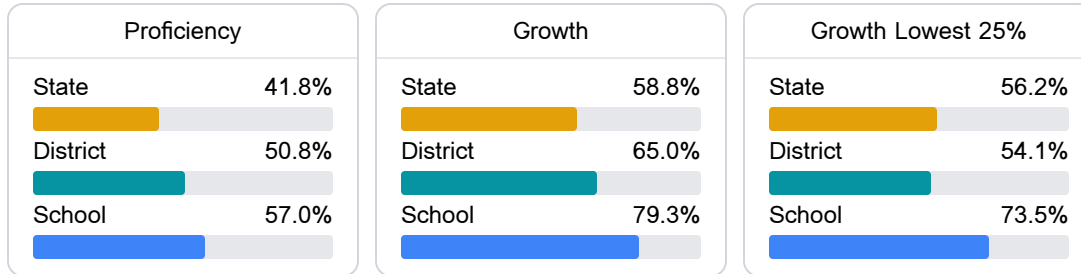 Proficiency
State 41.8%
District 50.8%
School 57.0%
Growth
State 58.8%
District 65.0%
School 79.3%
Growth Lowest 25%
State 56.2%
District 54.1%
School 73.5%